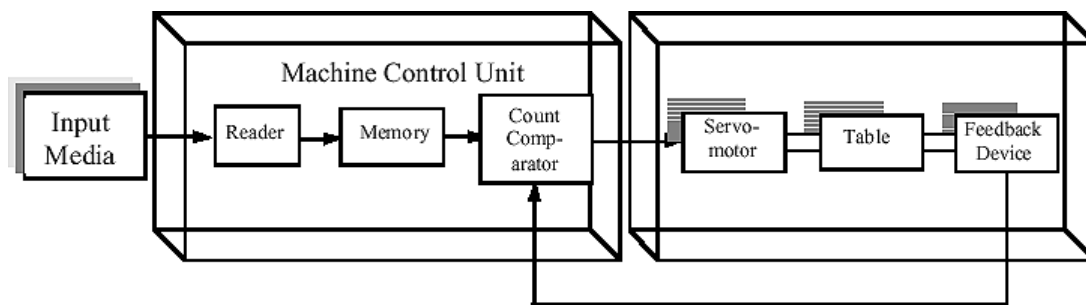 Machine Control Unit
Input
Media
Reader
Memory
Count
Comp-
arator
Servo-
motor
Table
Feedback
Device